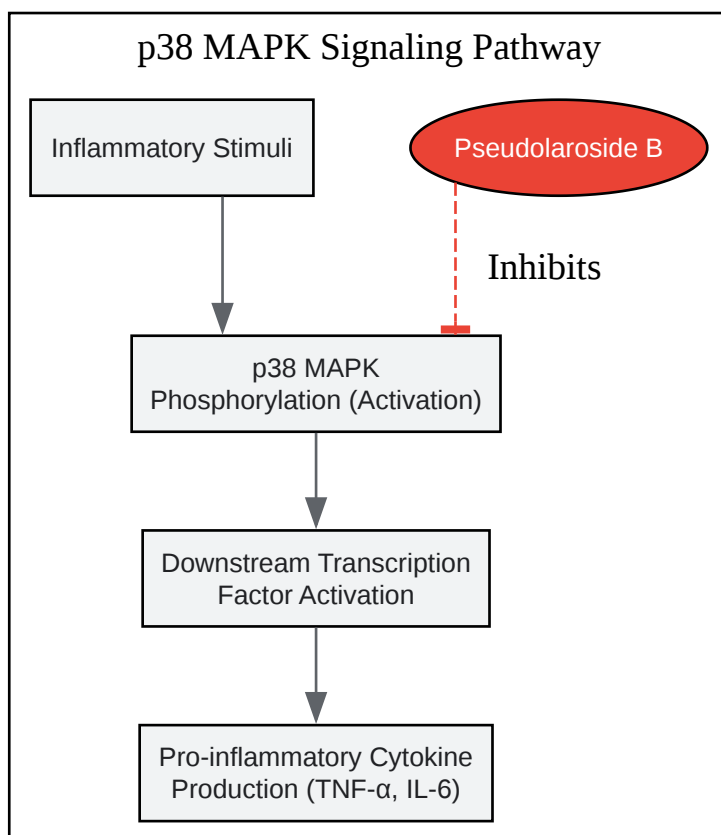 p38 MAPK Signaling Pathway
Inflammatory Stimuli
Pseudolaroside B
Inhibits
p38 MAPK
Phosphorylation (Activation)
Downstream Transcription
Factor Activation
Pro-inflammatory Cytokine
Production (TNF-α, IL-6)